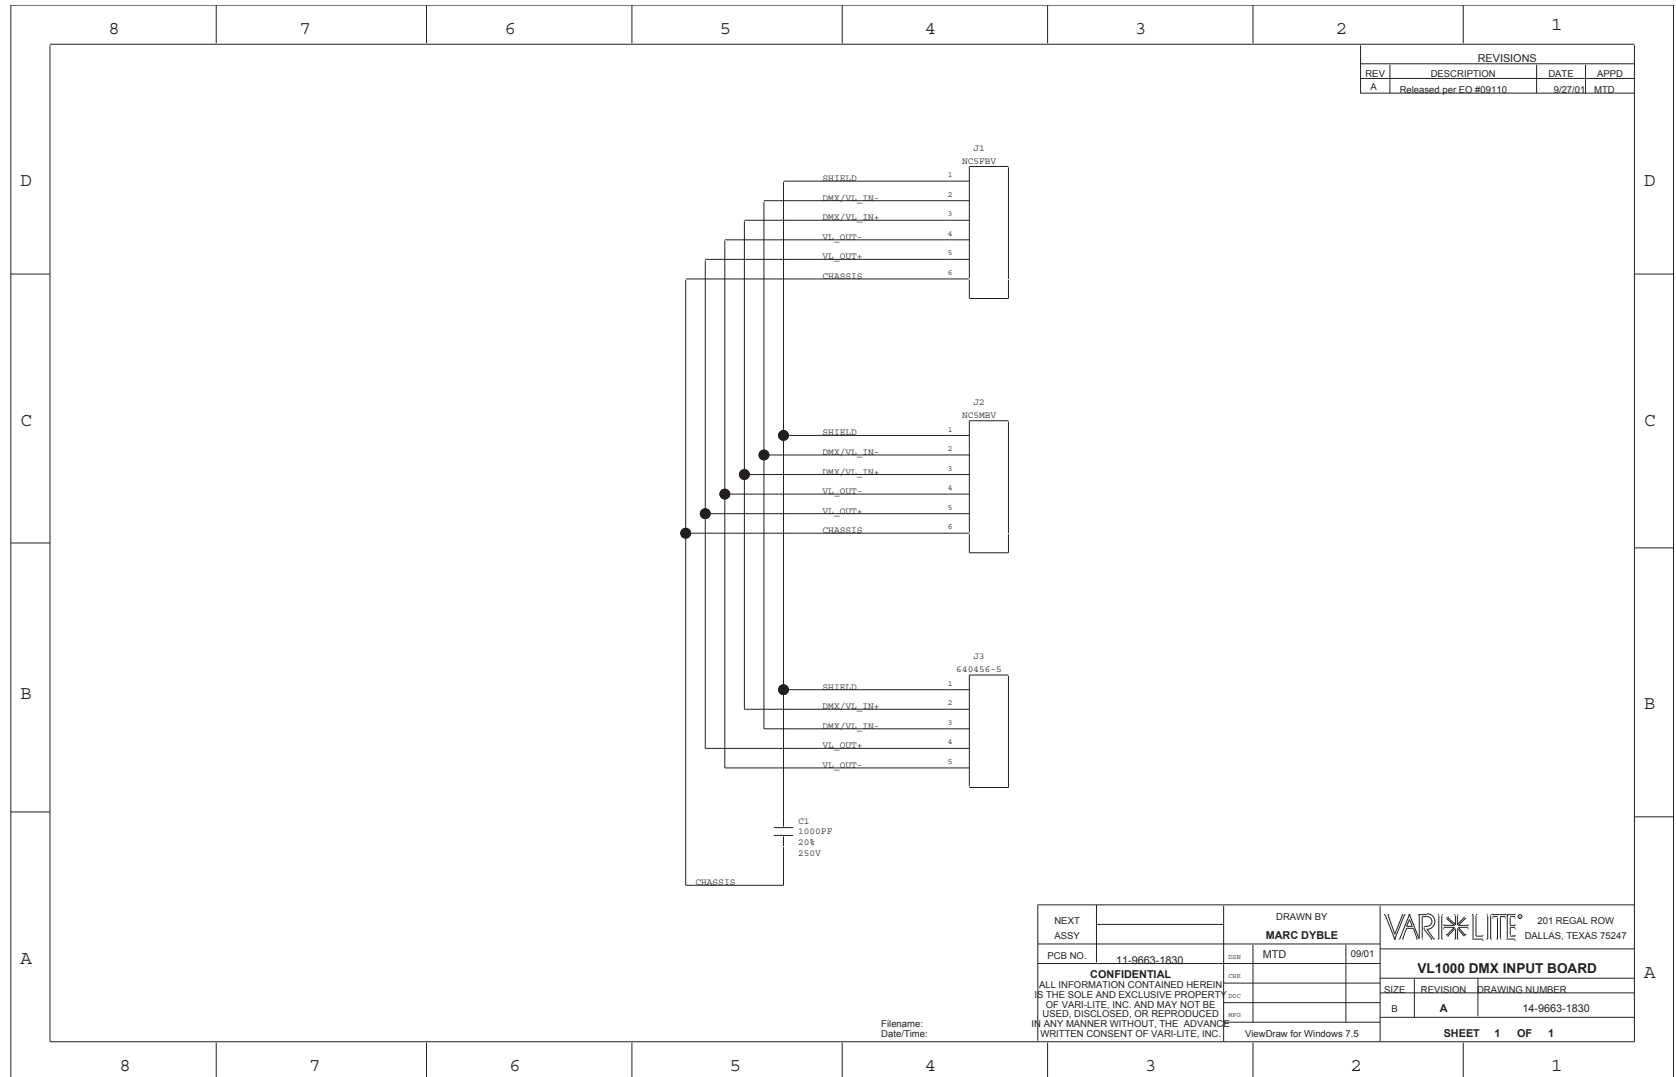 8 7 6 5 4 3 2 1
REVISIONS
REV DESCRIPTION DATE APPD
A Released per EO #09110 9/27/01 MTD
D D
J1
NC5FBV
SHIELD 1
DMX/VL_IN- 2
DMX/VL_IN+ 3
VL_OUT- 4
VL_OUT+ 5
CHASSIS 6
C C
J2
NC5MBV
SHIELD 1
DMX/VL_IN- 2
DMX/VL_IN+ 3
VL_OUT- 4
VL_OUT+ 5
CHASSIS 6
B B
J3
640456-5
SHIELD 1
DMX/VL_IN+ 2
DMX/VL_IN- 3
VL_OUT+ 4
VL_OUT- 5
C1
1000PF
20%
250V
CHASSIS
A A
NEXT
ASSY
PCB NO. 11-9663-1830
CONFIDENTIAL
ALL INFORMATION CONTAINED HEREIN
IS THE SOLE AND EXCLUSIVE PROPERTY
OF VARI-LITE, INC. AND MAY NOT BE
USED, DISCLOSED, OR REPRODUCED
IN ANY MANNER WITHOUT, THE ADVANCE
WRITTEN CONSENT OF VARI-LITE, INC.
Filename:
Date/Time:
DRAWN BY
MARC DYBLE
DSN MTD 09/01
CHK
DOC
MFG
ViewDraw for Windows 7.5
VARI*LITE® 201 REGAL ROW
DALLAS, TEXAS 75247
VL1000 DMX INPUT BOARD
SIZE REVISION DRAWING NUMBER
B A 14-9663-1830
SHEET 1 OF 1
8 7 6 5 4 3 2 1